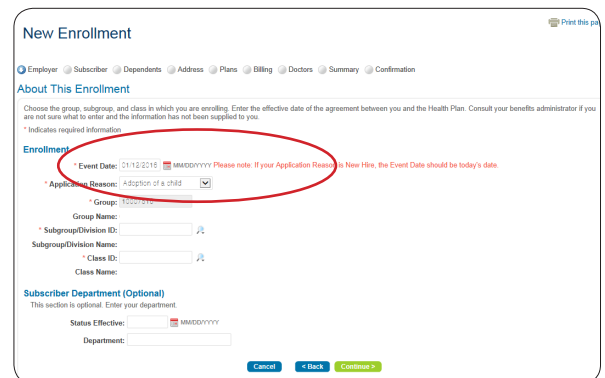 Print this pa
New Enrollment
Employer Subscriber Dependents Address Plans Billing Doctors Summary Confirmation
About This Enrollment
Choose the group, subgroup, and class in which you are enrolling. Enter the effective date of the agreement between you and the Health Plan. Consult your benefits administrator if you
are not sure what to enter and the information has not been supplied to you.
* Indicates required information
Enrollment
* Event Date: 01/12/2016 MM/DD/YYYY Please note: If your Application Reason is New Hire, the Event Date should be today's date.
* Application Reason: Adoption of a child
* Group:
Group Name:
* Subgroup/Division ID:
Subgroup/Division Name:
* Class ID:
Class Name:
Subscriber Department (Optional)
This section is optional. Enter your department.
Status Effective: MM/DD/YYYY
Department:
Cancel < Back Continue >